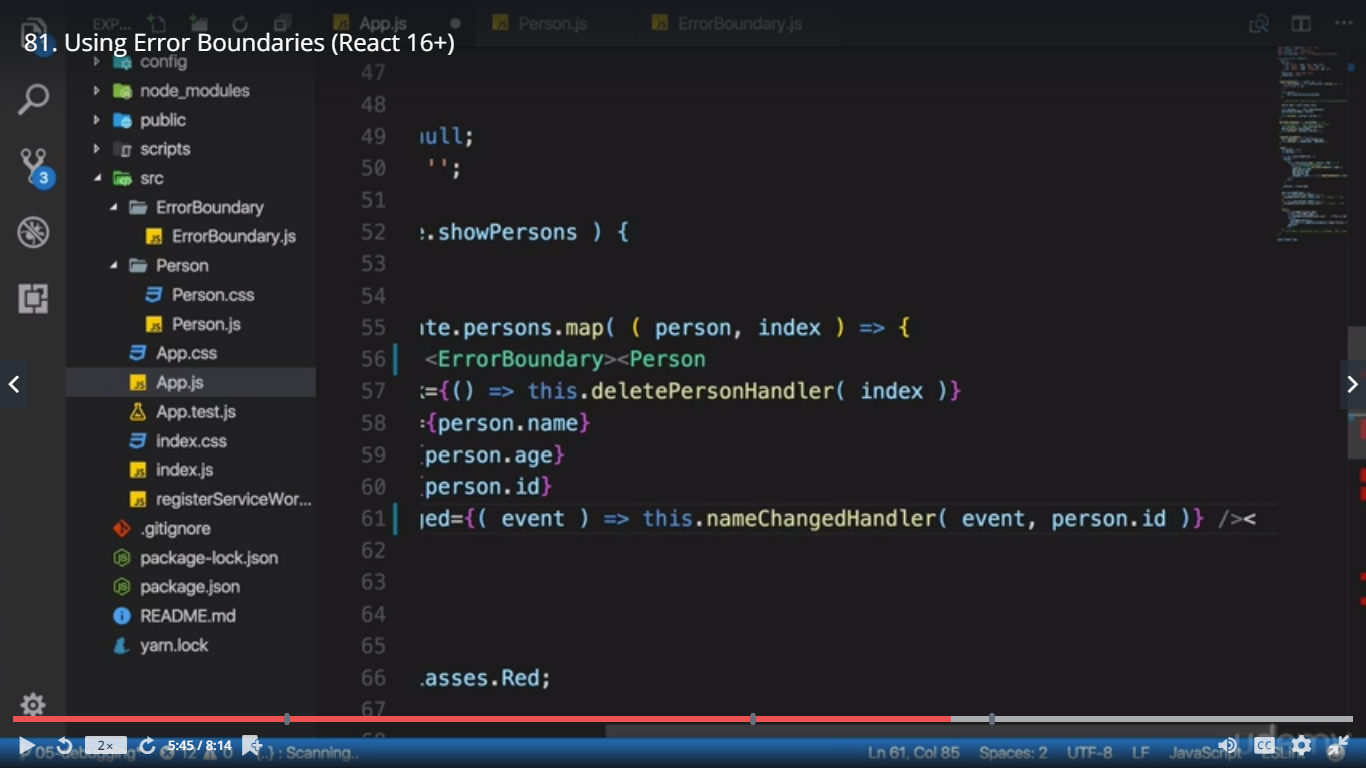 EXP...
App.js
Person.js
ErrorBoundary.js
81. Using Error Boundaries (React 16+)
config
node_modules
public
scripts
3
src
ErrorBoundary
ErrorBoundary.js
Person
Person.css
Person.js
App.css
App.js
App.test.js
index.css
index.js
registerServiceWor...
.gitignore
package-lock.json
package.json
README.md
yarn.lock
47
48
49 ull;
50 '';
51
52 .showPersons ) {
53
54
55 te.persons.map( ( person, index ) => {
56 <ErrorBoundary><Person
57 ={() => this.deletePersonHandler( index )}
58 ={person.name}
59 {person.age}
60 {person.id}
61 ged={( event ) => this.nameChangedHandler( event, person.id )} /><
62
63
64
65
66 asses.Red;
67
68
2×
5:45 / 8:14
05-debugging* 12 0 {..} : Scanning..
Ln 61, Col 85 Spaces: 2 UTF-8 LF JavaScript ESLint
CC
udemy